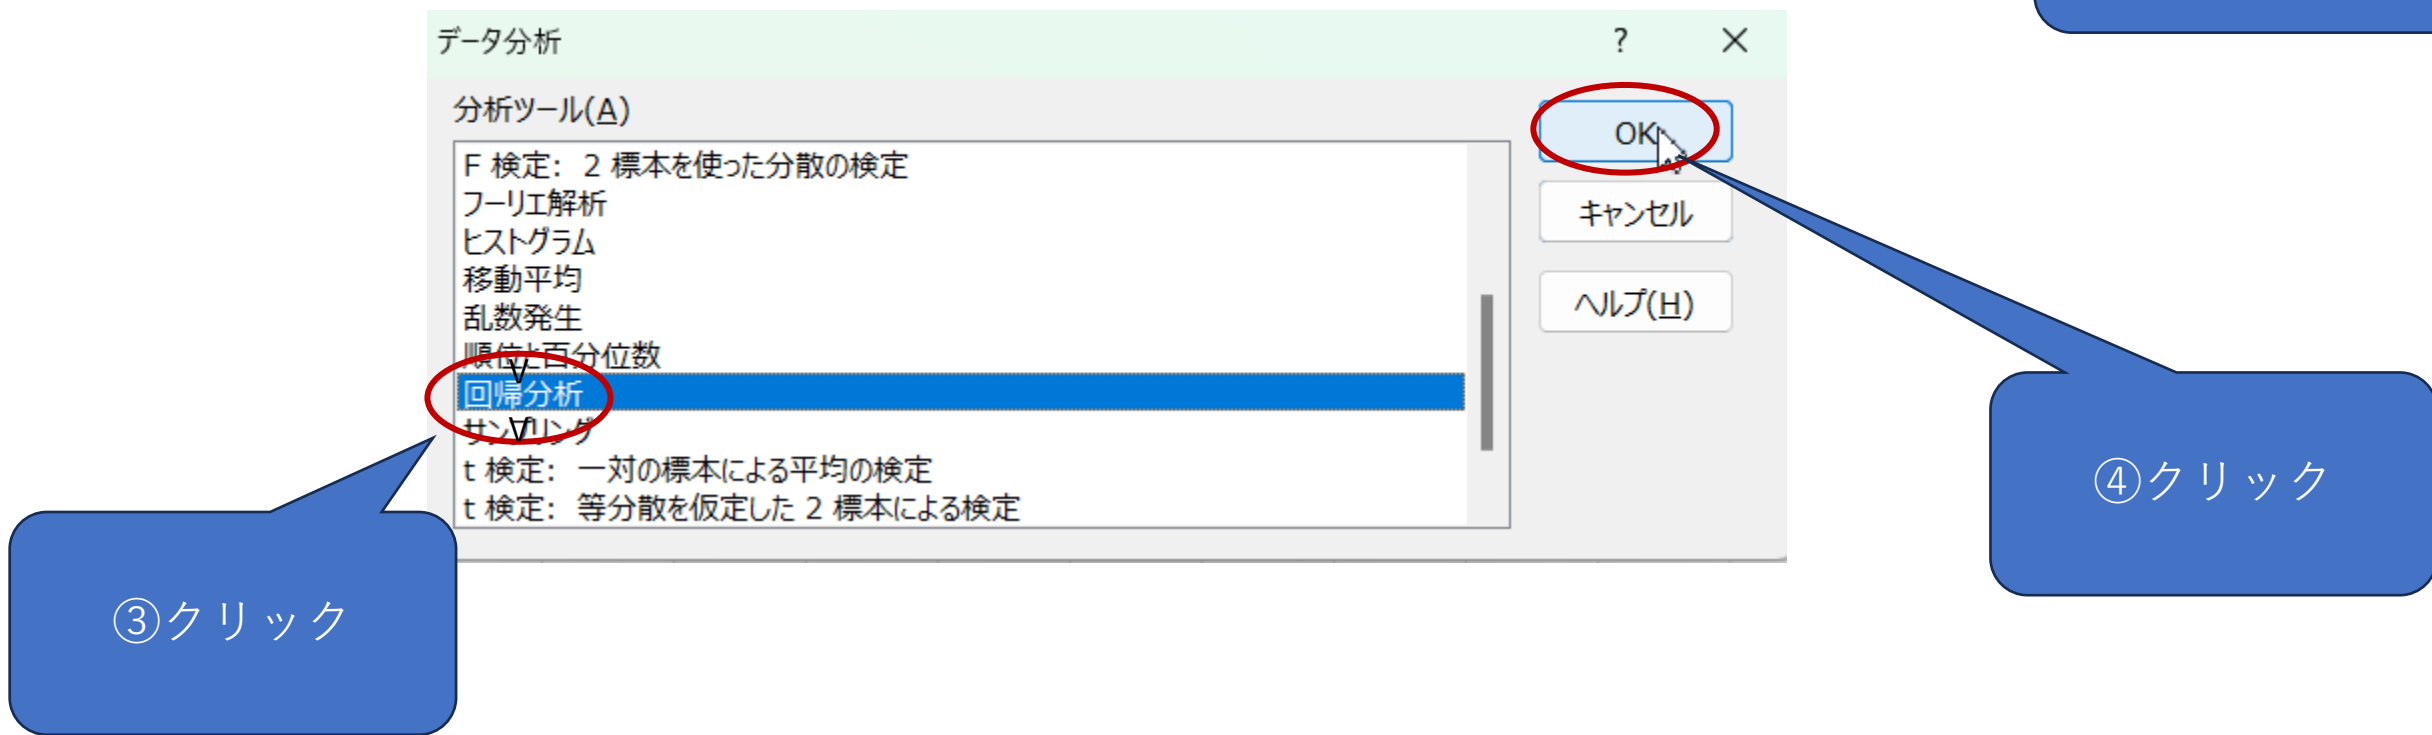 データ分析
分析ツール(A)
F 検定: 2 標本を使った分散の検定
フーリエ解析
ヒストグラム
移動平均
乱数発生
順位と百分位数
V
回帰分析
サンプリング
V
t 検定: 一対の標本による平均の検定
t 検定: 等分散を仮定した 2 標本による検定
OK
キャンセル
ヘルプ(H)
③クリック
④クリック